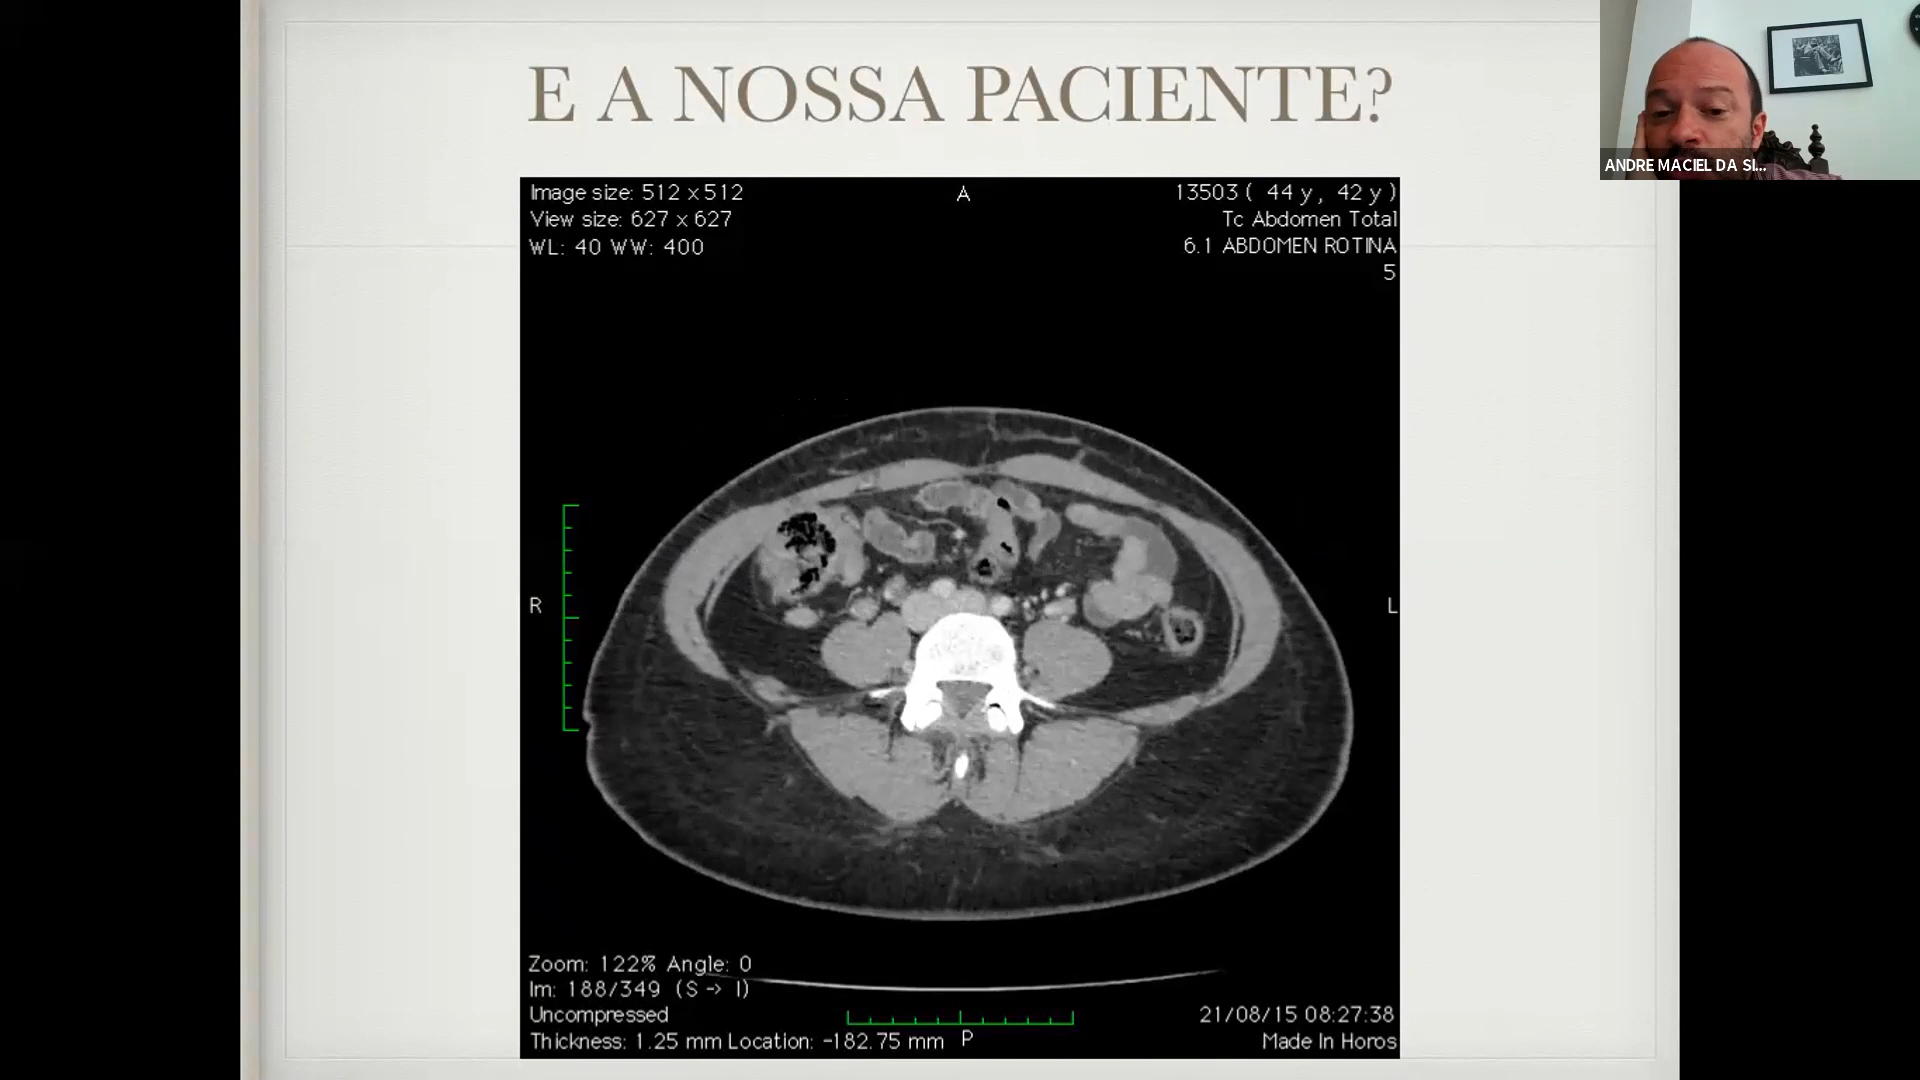 E A NOSSA PACIENTE?
ANDRE MACIEL DA SI...
Image size: 512 x 512
View size: 627 x 627
WL: 40 WW: 400
A
13503 ( 44 y , 42 y )
Tc Abdomen Total
6.1 ABDOMEN ROTINA
5
R
L
Zoom: 122% Angle: 0
Im: 188/349 (S -> I)
Uncompressed
Thickness: 1.25 mm Location: -182.75 mm
P
21/08/15 08:27:38
Made In Horos